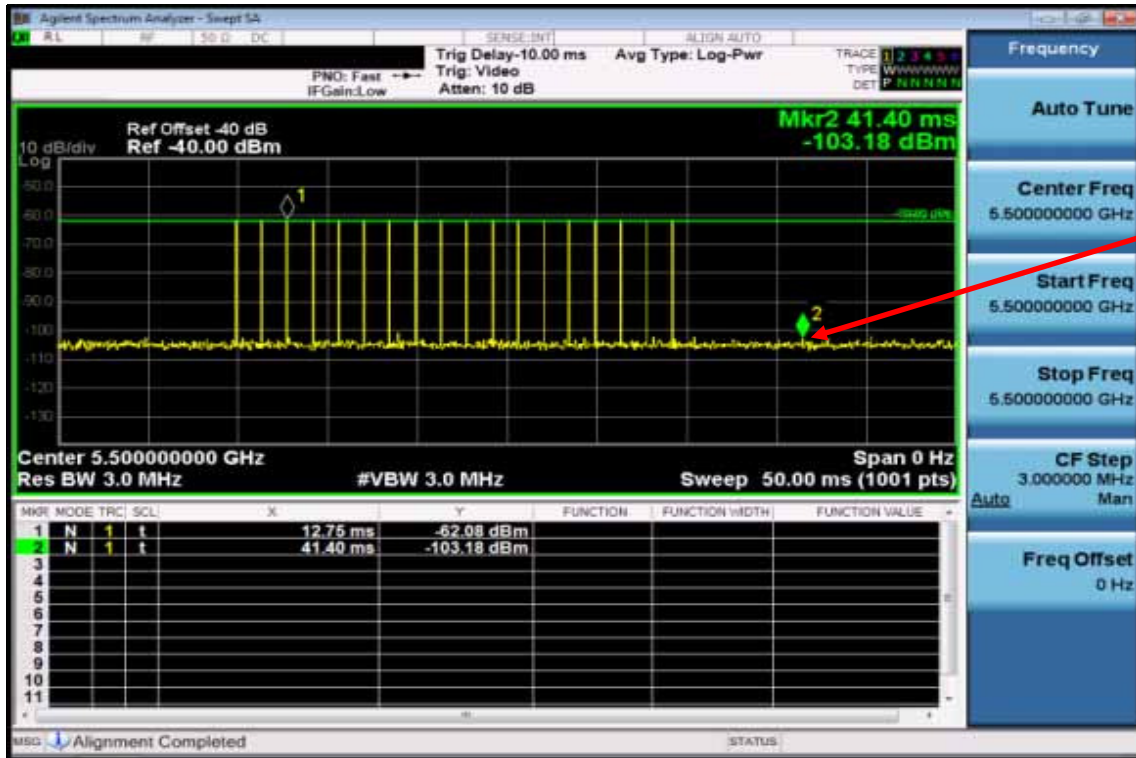 Agilent Spectrum Analyzer - Swept SA
RL RF 50 Ω DC SENSE:INT ALIGN AUTO
Trig Delay-10.00 ms Avg Type: Log-Pwr TRACE 1 2 3 4 5 6
PNO: Fast Trig: Video TYPE WWWWWW
IFGain:Low Atten: 10 dB DET P N N N N N
Mkr2 41.40 ms
Ref Offset -40 dB
-103.18 dBm
10 dB/div Ref -40.00 dBm
Log
-50.0
1
-60.0
-70.0
-80.0
-90.0
2
-100
-110
-120
-130
Center 5.500000000 GHz Span 0 Hz
Res BW 3.0 MHz #VBW 3.0 MHz Sweep 50.00 ms (1001 pts)
MKR MODE TRC SCL X Y FUNCTION FUNCTION WIDTH FUNCTION VALUE
1 N 1 t 12.75 ms -62.08 dBm
2 N 1 t 41.40 ms -103.18 dBm
3
4
5
6
7
8
9
10
11
MSG Alignment Completed STATUS
Frequency
Auto Tune
Center Freq
5.500000000 GHz
Start Freq
5.500000000 GHz
Stop Freq
5.500000000 GHz
CF Step
3.000000 MHz
Auto Man
Freq Offset
0 Hz